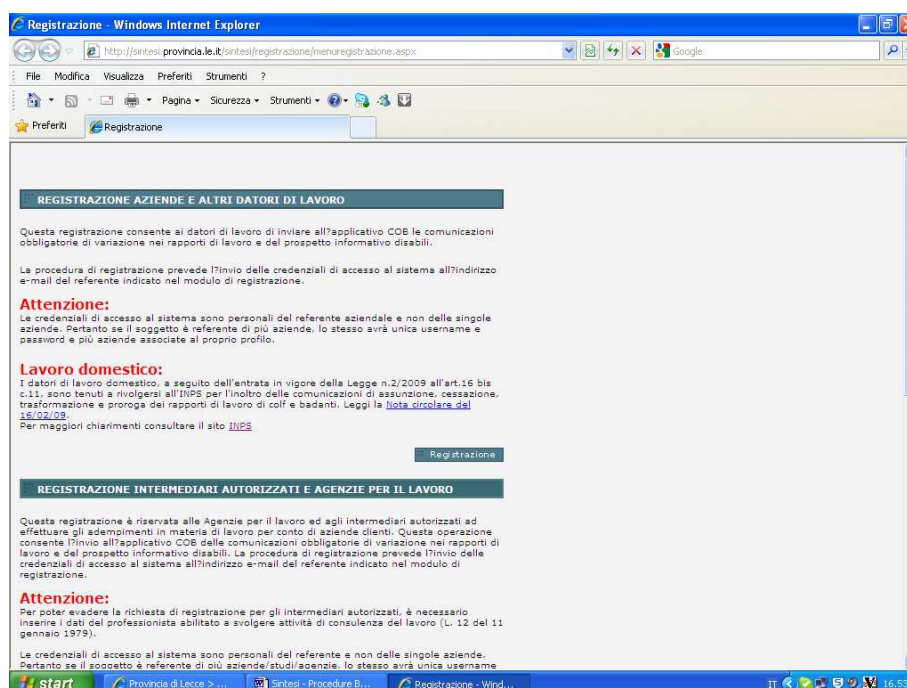 Registrazione - Windows Internet Explorer
http://sintesi.provincia.le.it/sintesi/registrazione/menuregistrazione.aspx
Google
File Modifica Visualizza Preferiti Strumenti ?
Pagina Sicurezza Strumenti
Preferiti Registrazione
REGISTRAZIONE AZIENDE E ALTRI DATORI DI LAVORO
Questa registrazione consente ai datori di lavoro di inviare all?applicativo COB le comunicazioni
obbligatorie di variazione nei rapporti di lavoro e del prospetto informativo disabili.
La procedura di registrazione prevede l?invio delle credenziali di accesso al sistema all?indirizzo
e-mail del referente indicato nel modulo di registrazione.
Attenzione:
Le credenziali di accesso al sistema sono personali del referente aziendale e non delle singole
aziende. Pertanto se il soggetto è referente di più aziende, lo stesso avrà unica username e
password e più aziende associate al proprio profilo.
Lavoro domestico:
I datori di lavoro domestico, a seguito dell'entrata in vigore della Legge n.2/2009 all'art.16 bis
c.11, sono tenuti a rivolgersi all'INPS per l'inoltro delle comunicazioni di assunzione, cessazione,
trasformazione e proroga dei rapporti di lavoro di colf e badanti. Leggi la Nota circolare del
16/02/09.
Per maggiori chiarimenti consultare il sito INPS
Registrazione
REGISTRAZIONE INTERMEDIARI AUTORIZZATI E AGENZIE PER IL LAVORO
Questa registrazione è riservata alle Agenzie per il lavoro ed agli intermediari autorizzati ad
effettuare gli adempimenti in materia di lavoro per conto di aziende clienti. Questa operazione
consente l?invio all?applicativo COB delle comunicazioni obbligatorie di variazione nei rapporti di
lavoro e del prospetto informativo disabili. La procedura di registrazione prevede l?invio delle
credenziali di accesso al sistema all?indirizzo e-mail del referente indicato nel modulo di
registrazione.
Attenzione:
Per poter evadere la richiesta di registrazione per gli intermediari autorizzati, è necessario
inserire i dati del professionista abilitato a svolgere attività di consulenza del lavoro (L. 12 del 11
gennaio 1979).
Le credenziali di accesso al sistema sono personali del referente e non delle singole aziende.
Pertanto se il soggetto è referente di più aziende/studi/agenzie, lo stesso avrà unica username
start Provincia di Lecce > ... Sintesi - Procedure B... Registrazione - Wind... IT 16.53